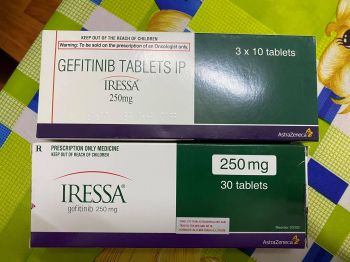 KEEP OUT OF THE REACH OF CHILDREN
Warning: To be sold on the prescription of an Oncologist only.
3 x 10 tablets
GEFITINIB TABLETS IP
IRESSA®
250mg
AstraZeneca
R PRESCRIPTION ONLY MEDICINE
KEEP OUT OF REACH OF CHILDREN
250 mg
30 tablets
IRESSA®
gefitinib 250 mg
AstraZeneca